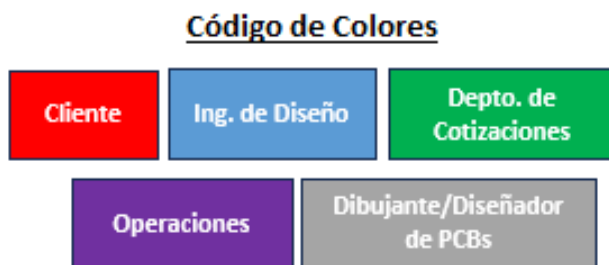 Código de Colores
Cliente
Ing. de Diseño
Depto. de
Cotizaciones
Operaciones
Dibujante/Diseñador
de PCBs